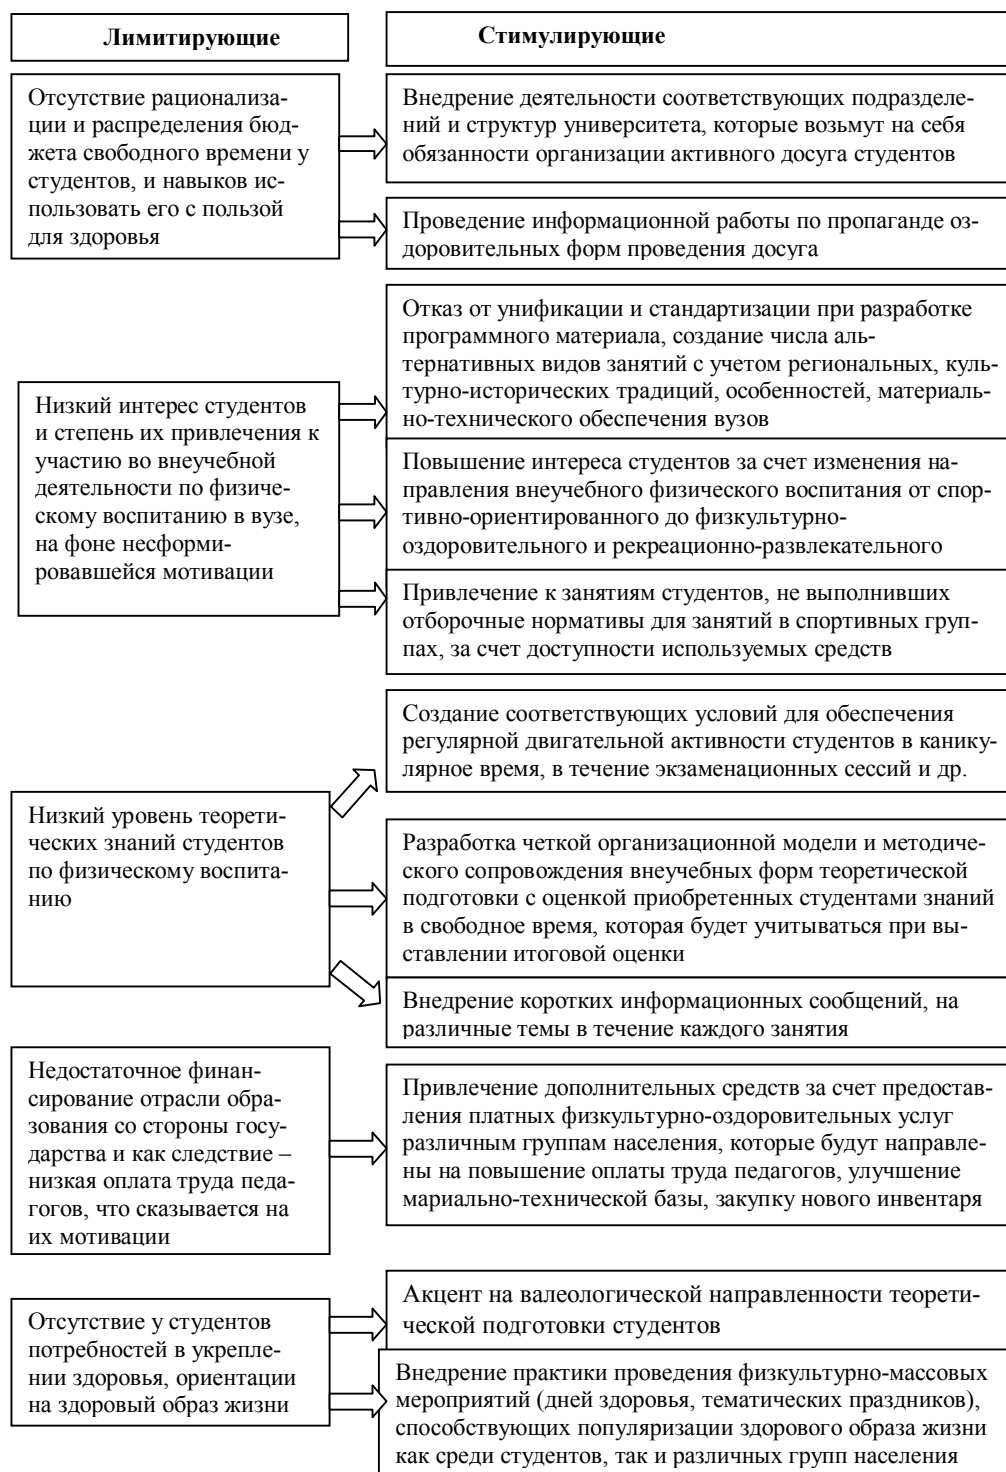 Лимитирующие
Стимулирующие
Отсутствие рационализа-
ции и распределения бюд-
жета свободного времени у
студентов, и навыков ис-
пользовать его с пользой
для здоровья
Внедрение деятельности соответствующих подразделе-
ний и структур университета, которые возьмут на себя
обязанности организации активного досуга студентов
Проведение информационной работы по пропаганде оз-
доровительных форм проведения досуга
Низкий интерес студентов
и степень их привлечения к
участию во внеучебной
деятельности по физиче-
скому воспитанию в вузе,
на фоне несформи-
ровавшейся мотивации
Отказ от унификации и стандартизации при разработке
программного материала, создание числа аль-
тернативных видов занятий с учетом региональных, куль-
турно-исторических традиций, особенностей, материаль-
но-технического обеспечения вузов
Повышение интереса студентов за счет изменения на-
правления внеучебного физического воспитания от спор-
тивно-ориентированного до физкультурно-
оздоровительного и рекреационно-развлекательного
Привлечение к занятиям студентов, не выполнивших
отборочные нормативы для занятий в спортивных груп-
пах, за счет доступности используемых средств
Низкий уровень теорети-
ческих знаний студентов
по физическому воспита-
нию
Создание соответствующих условий для обеспечения
регулярной двигательной активности студентов в канику-
лярное время, в течение экзаменационных сессий и др.
Разработка четкой организационной модели и методиче-
ского сопровождения внеучебных форм теоретической
подготовки с оценкой приобретенных студентами знаний
в свободное время, которая будет учитываться при вы-
ставлении итоговой оценки
Внедрение коротких информационных сообщений, на
различные темы в течение каждого занятия
Недостаточное финан-
сирование отрасли обра-
зования со стороны госу-
дарства и как следствие –
низкая оплата труда педа-
гогов, что сказывается на
их мотивации
Привлечение дополнительных средств за счет предостав-
ления платных физкультурно-оздоровительных услуг
различным группам населения, которые будут направле-
ны на повышение оплаты труда педагогов, улучшение
мариально-технической базы, закупку нового инвентаря
Отсутствие у студентов
потребностей в укрепле-
нии здоровья, ориентации
на здоровый образ жизни
Акцент на валеологической направленности теорети-
ческой подготовки студентов
Внедрение практики проведения физкультурно-массовых
мероприятий (дней здоровья, тематических праздников),
способствующих популяризации здорового образа жизни
как среди студентов, так и различных групп населения